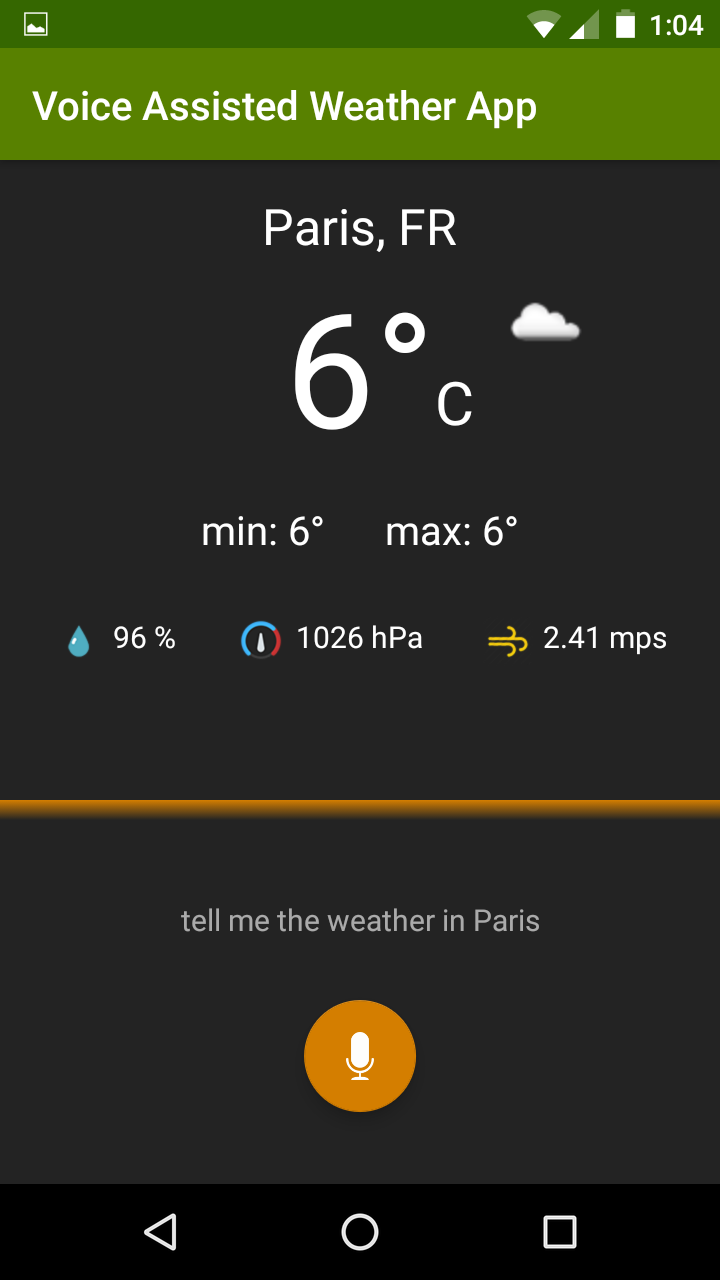 1:04
Voice Assisted Weather App
Paris, FR
6°C
min: 6° max: 6°
96 % 1026 hPa 2.41 mps
tell me the weather in Paris